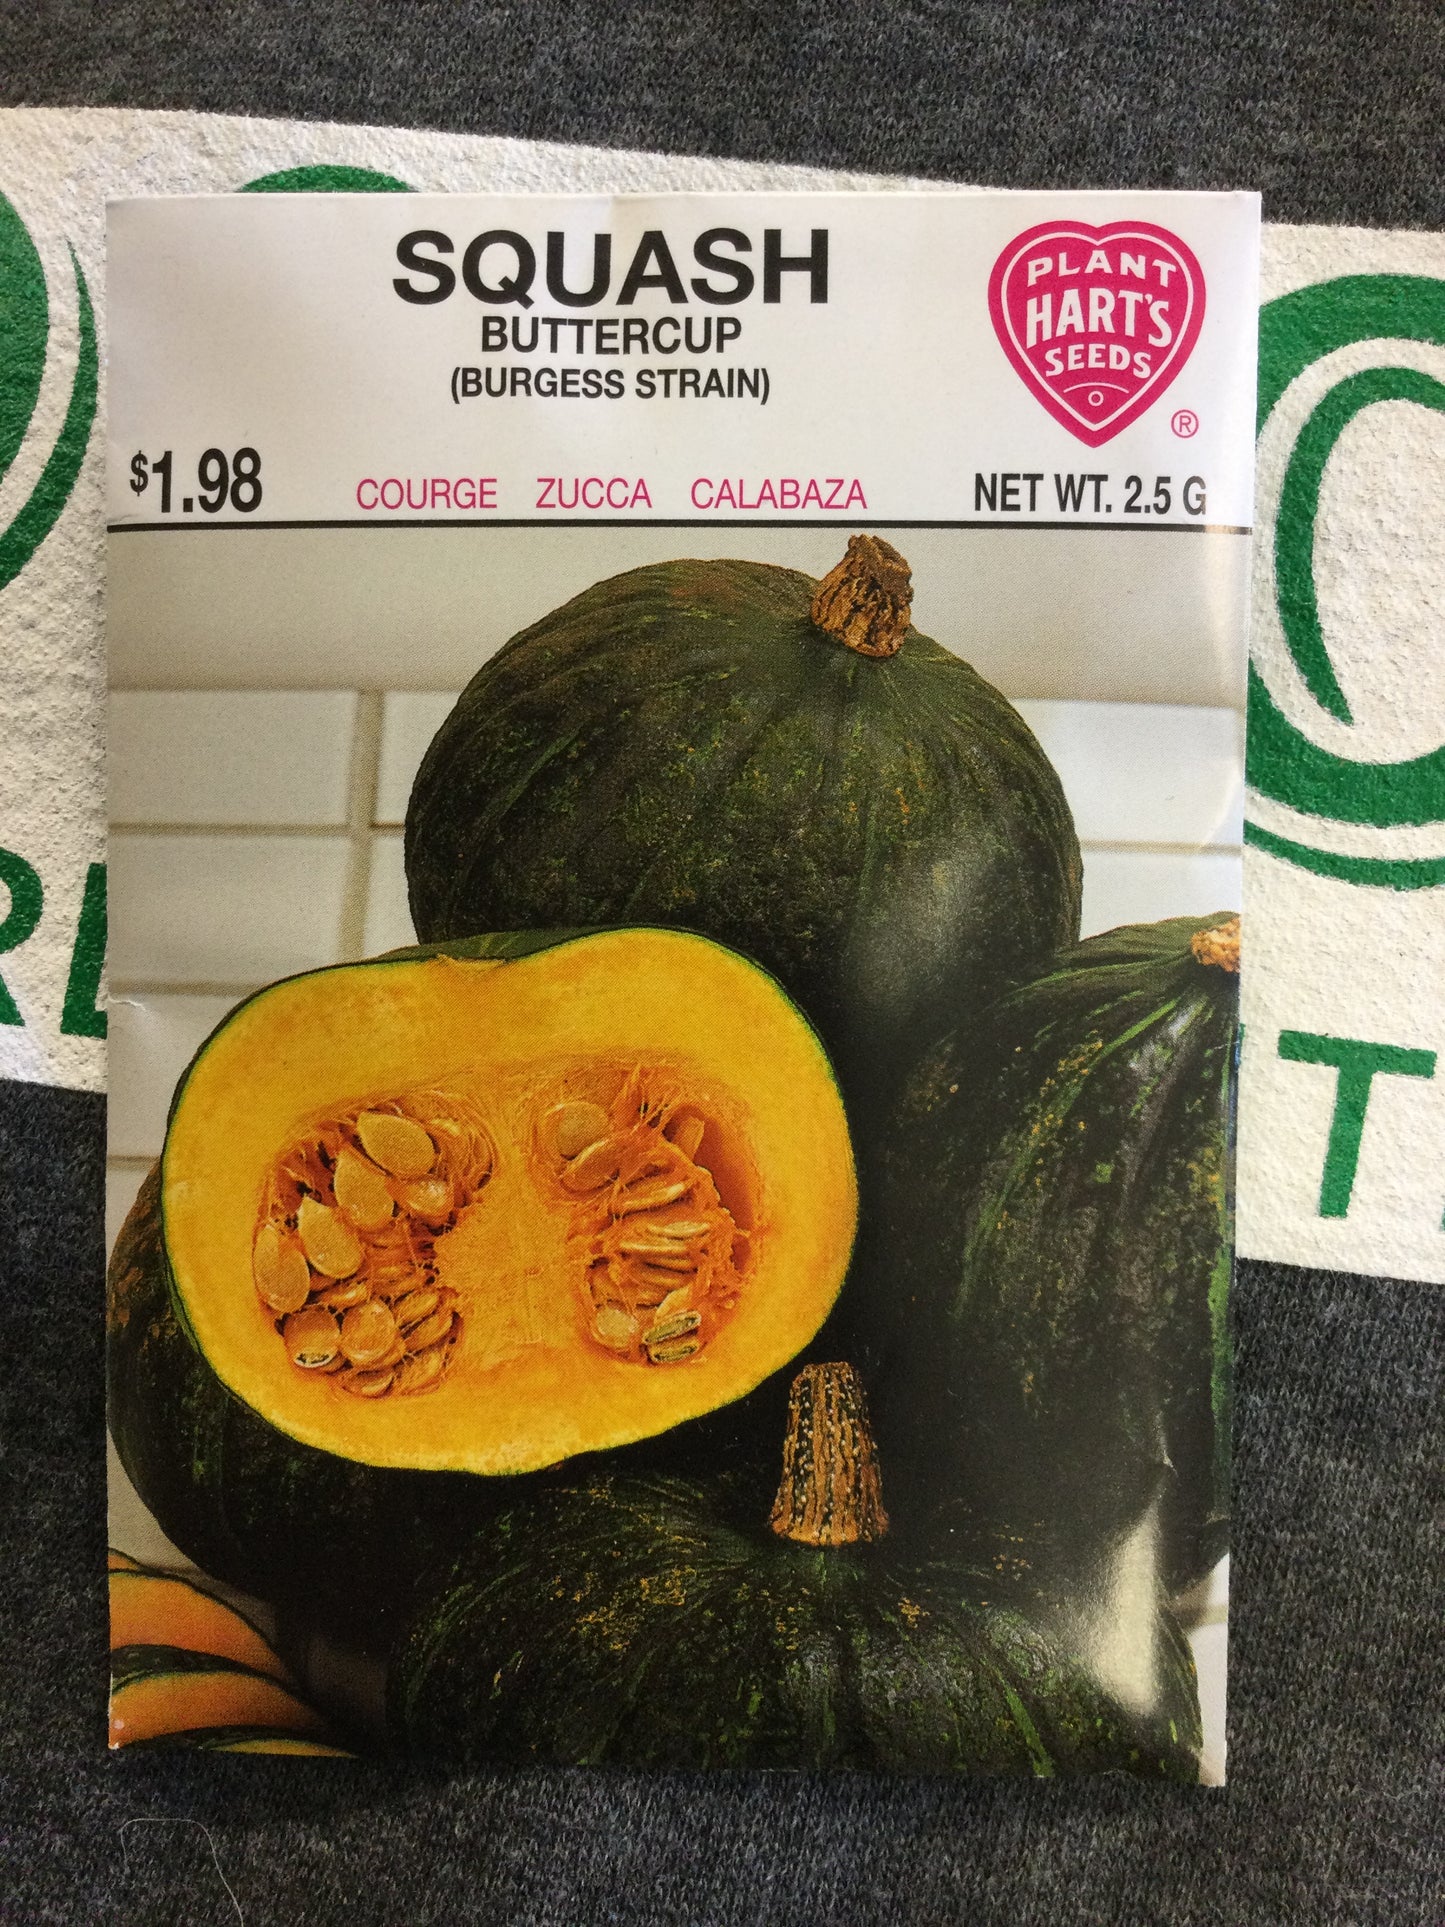 SQUASH
BUTTERCUP
(BURGESS STRAIN)
PLANT
HART'S
SEEDS
®
$1.98
COURGE ZUCCA CALABAZA
NET WT. 2.5 G